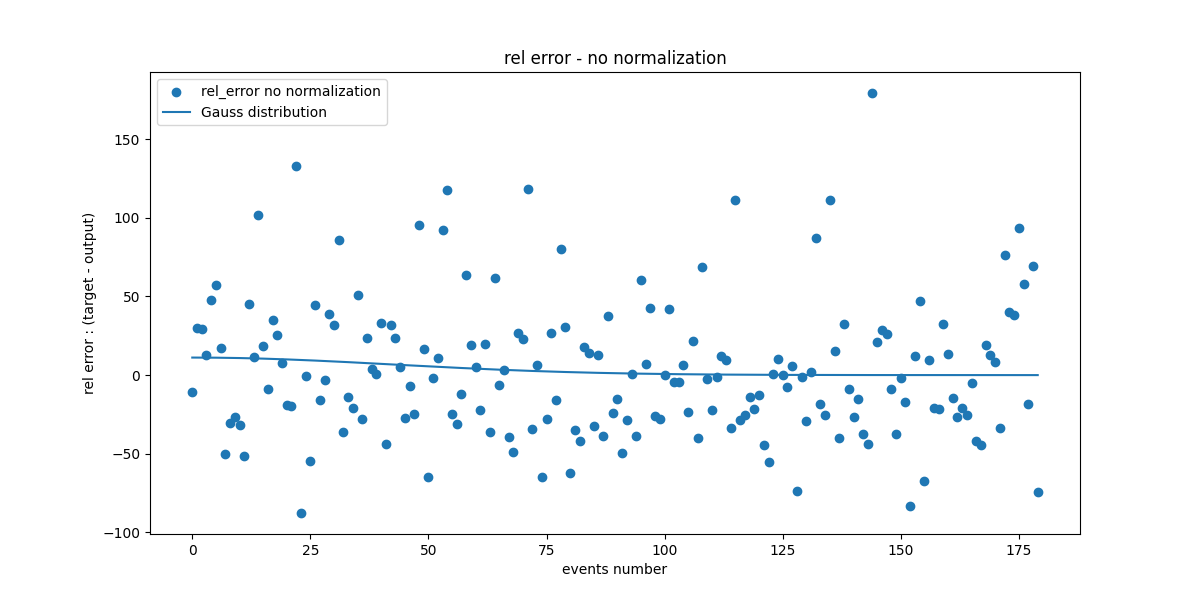 rel error - no normalization
rel_error no normalization
Gauss distribution
rel error : (target - output)
150
100
50
0
−50
−100
0 25 50 75 100 125 150 175
events number